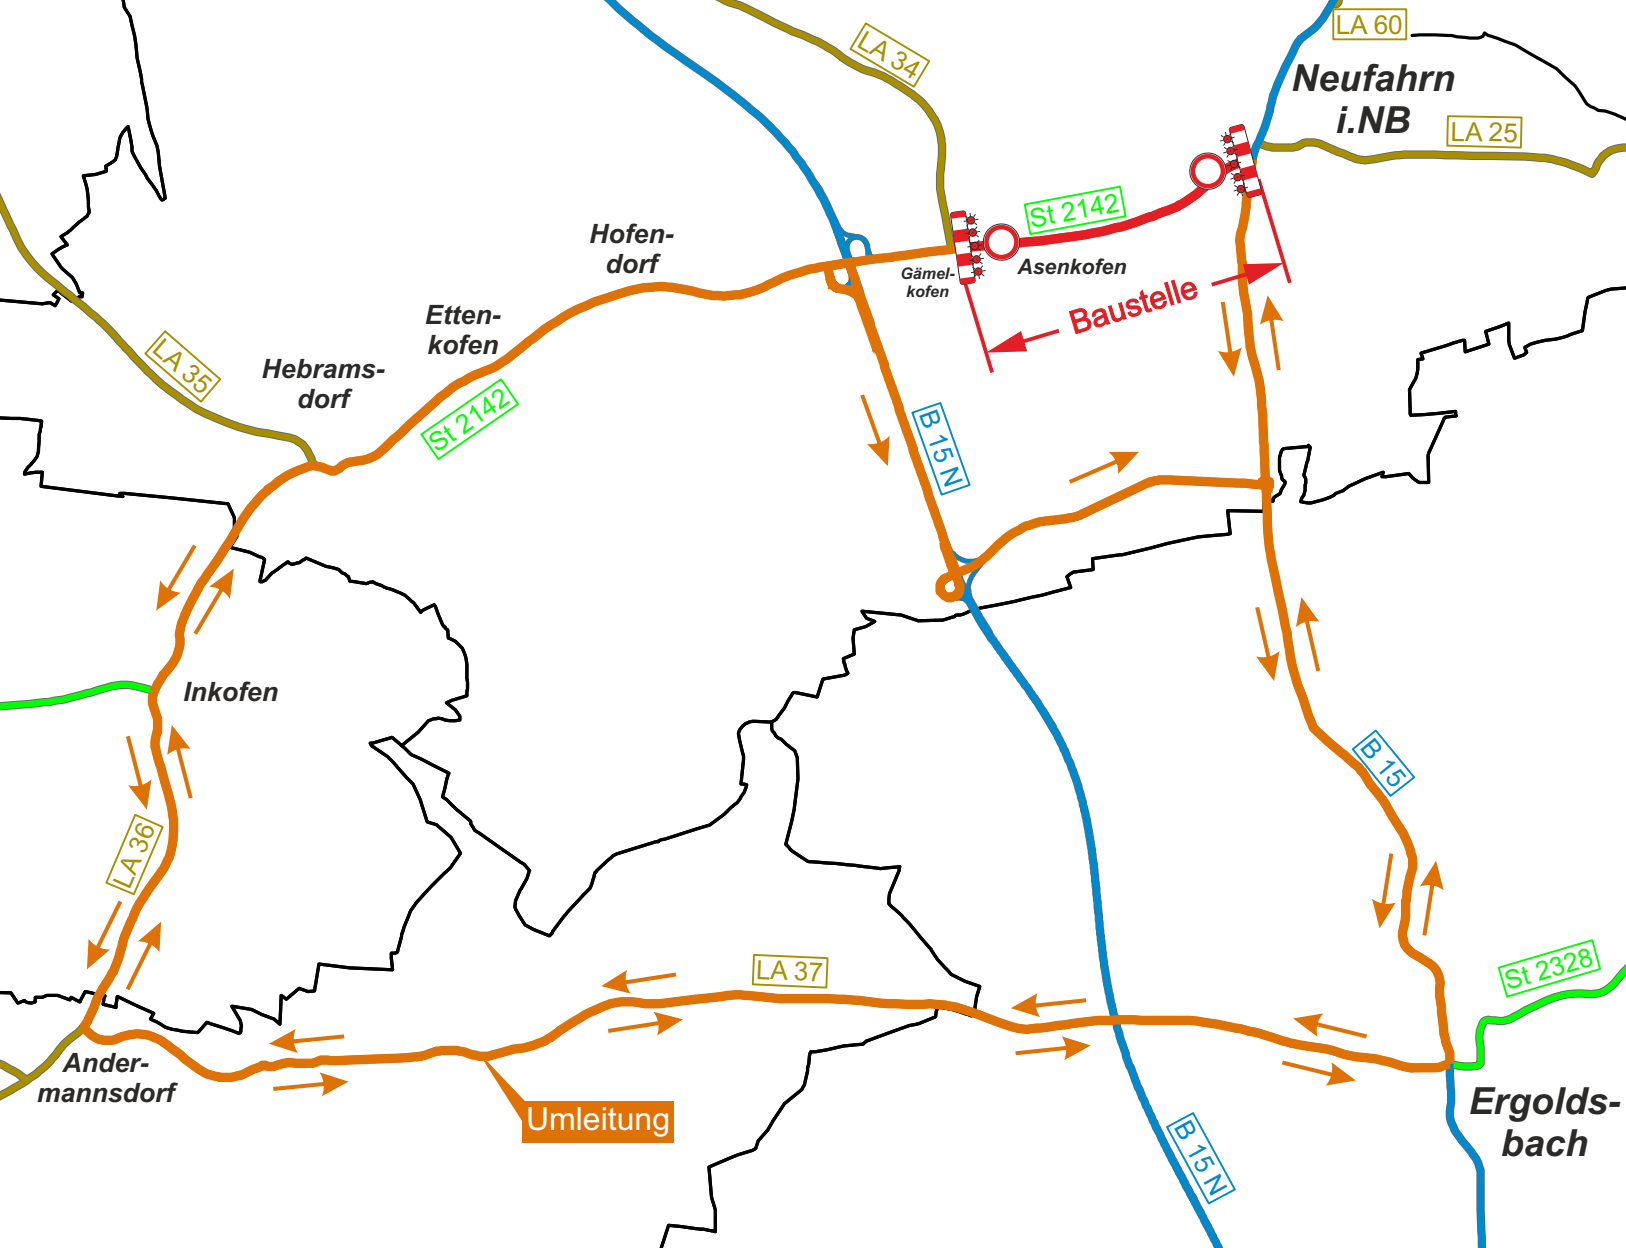 LA 60
LA 34
Neufahrn
i.NB
LA 25
St 2142
Hofen-
dorf
Gämel-
kofen
Asenkofen
Baustelle
Etten-
kofen
LA 35
Hebrams-
dorf
St 2142
B 15 N
Inkofen
B 15
LA 36
LA 37
St 2328
Ander-
mannsdorf
Umleitung
Ergolds-
bach
B 15 N